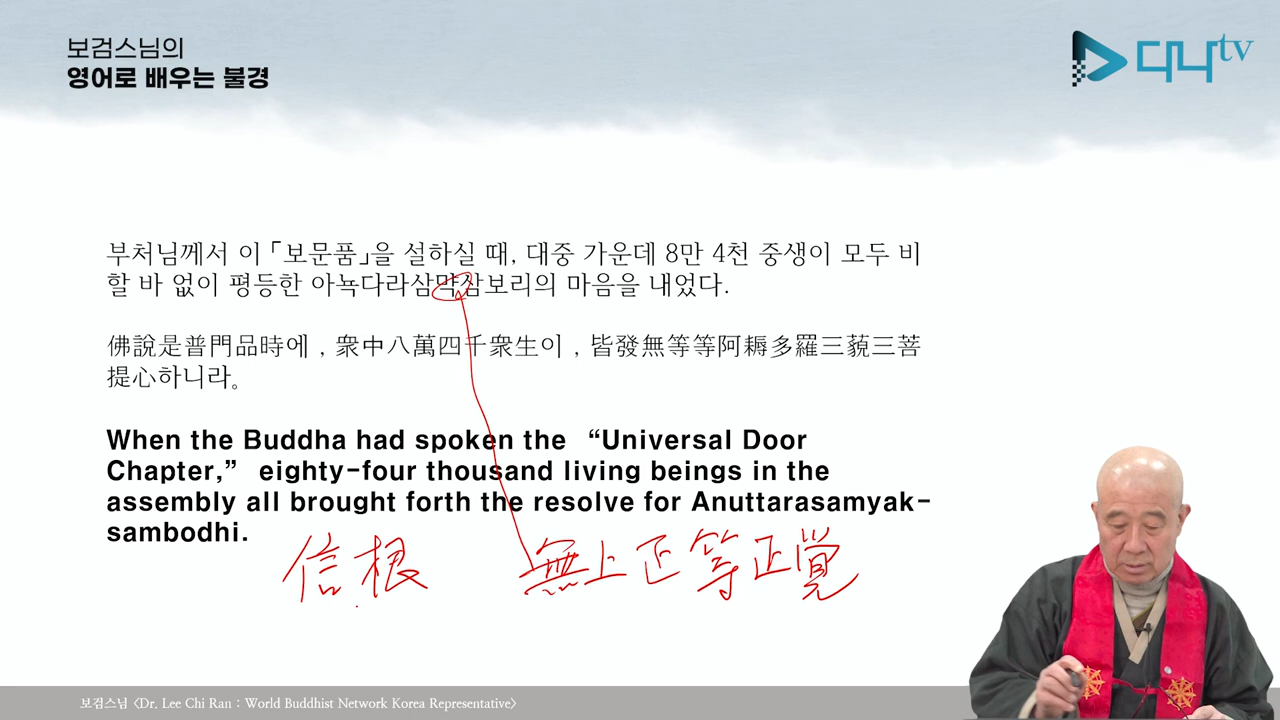 보검스님의
영어로 배우는 불경
디나tv
부처님께서 이 「보문품」을 설하실 때, 대중 가운데 8만 4천 중생이 모두 비
할 바 없이 평등한 아뇩다라삼막삼보리의 마음을 내었다.
佛說是普門品時에 , 衆中八萬四千衆生이 , 皆發無等等阿耨多羅三藐三菩
提心하니라。
When the Buddha had spoken the “Universal Door
Chapter,” eighty-four thousand living beings in the
assembly all brought forth the resolve for Anuttarasamyak-
sambodhi.
信根 無上正等正覺
보검스님 <Dr. Lee Chi Ran : World Buddhist Network Korea Representative>